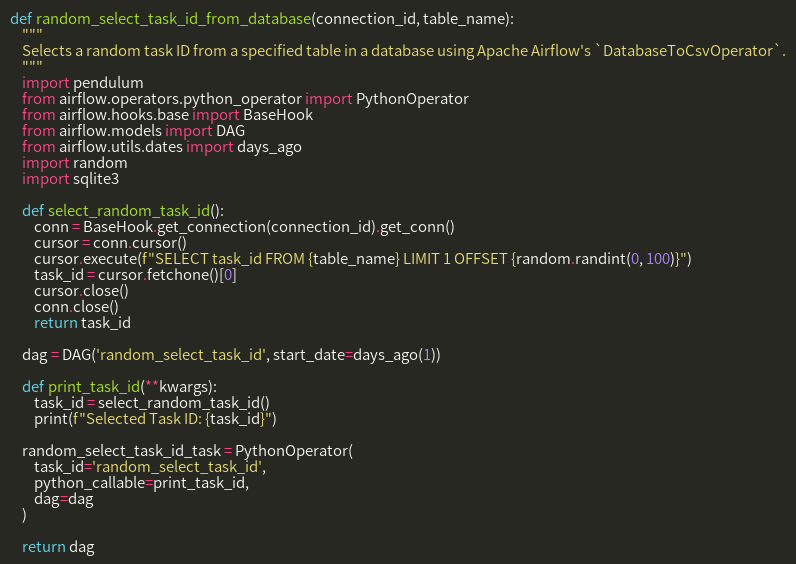 def random_select_task_id_from_database(connection_id, table_name):
    """
    Selects a random task ID from a specified table in a database using Apache Airflow's `DatabaseToCsvOperator`.
    """
    import pendulum
    from airflow.operators.python_operator import PythonOperator
    from airflow.hooks.base import BaseHook
    from airflow.models import DAG
    from airflow.utils.dates import days_ago
    import random
    import sqlite3

    def select_random_task_id():
        conn = BaseHook.get_connection(connection_id).get_conn()
        cursor = conn.cursor()
        cursor.execute(f"SELECT task_id FROM {table_name} LIMIT 1 OFFSET {random.randint(0, 100)}")
        task_id = cursor.fetchone()[0]
        cursor.close()
        conn.close()
        return task_id

    dag = DAG('random_select_task_id', start_date=days_ago(1))

    def print_task_id(**kwargs):
        task_id = select_random_task_id()
        print(f"Selected Task ID: {task_id}")

    random_select_task_id_task = PythonOperator(
        task_id='random_select_task_id',
        python_callable=print_task_id,
        dag=dag
    )

    return dag